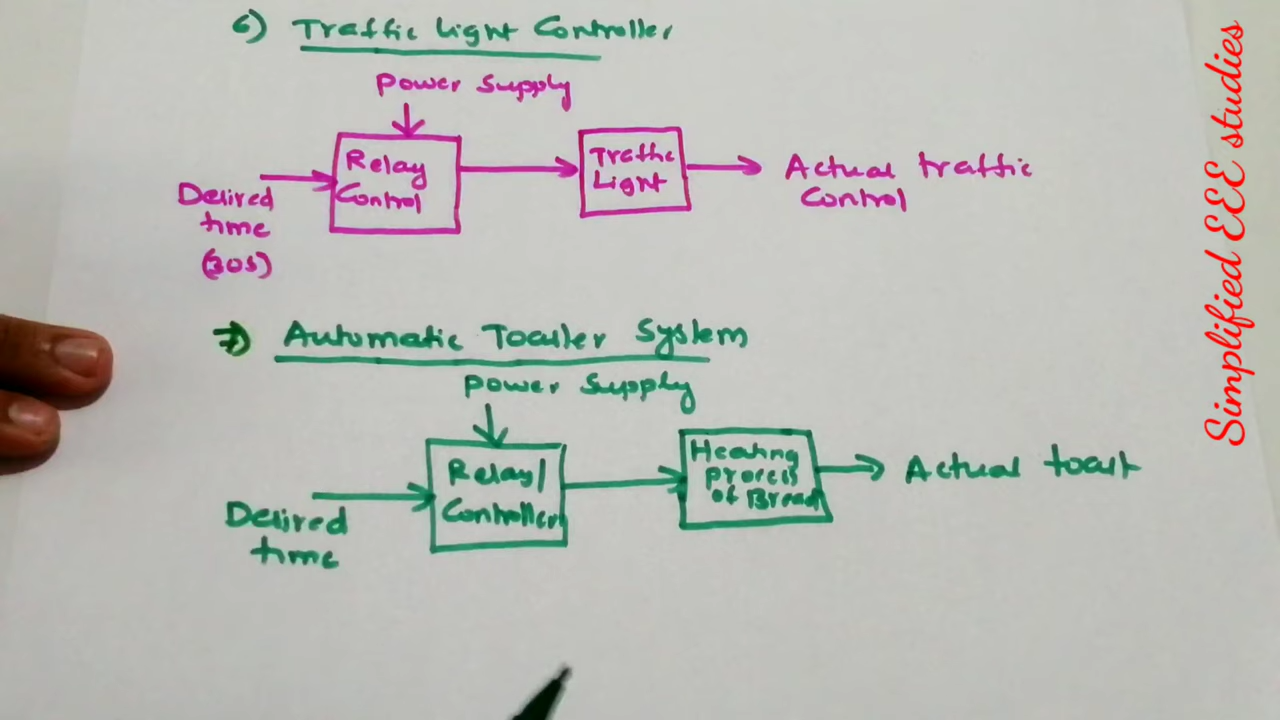 6) Traffic Light Controller
Power Supply
Relay
Control
Traffic
Light
Actual traffic
Control
Desired
time
(30s)
7) Automatic Toaster System
Power Supply
Relay/
Controller
Heating
process
of Bread
Actual toast
Desired
time
Simplified EEE studies